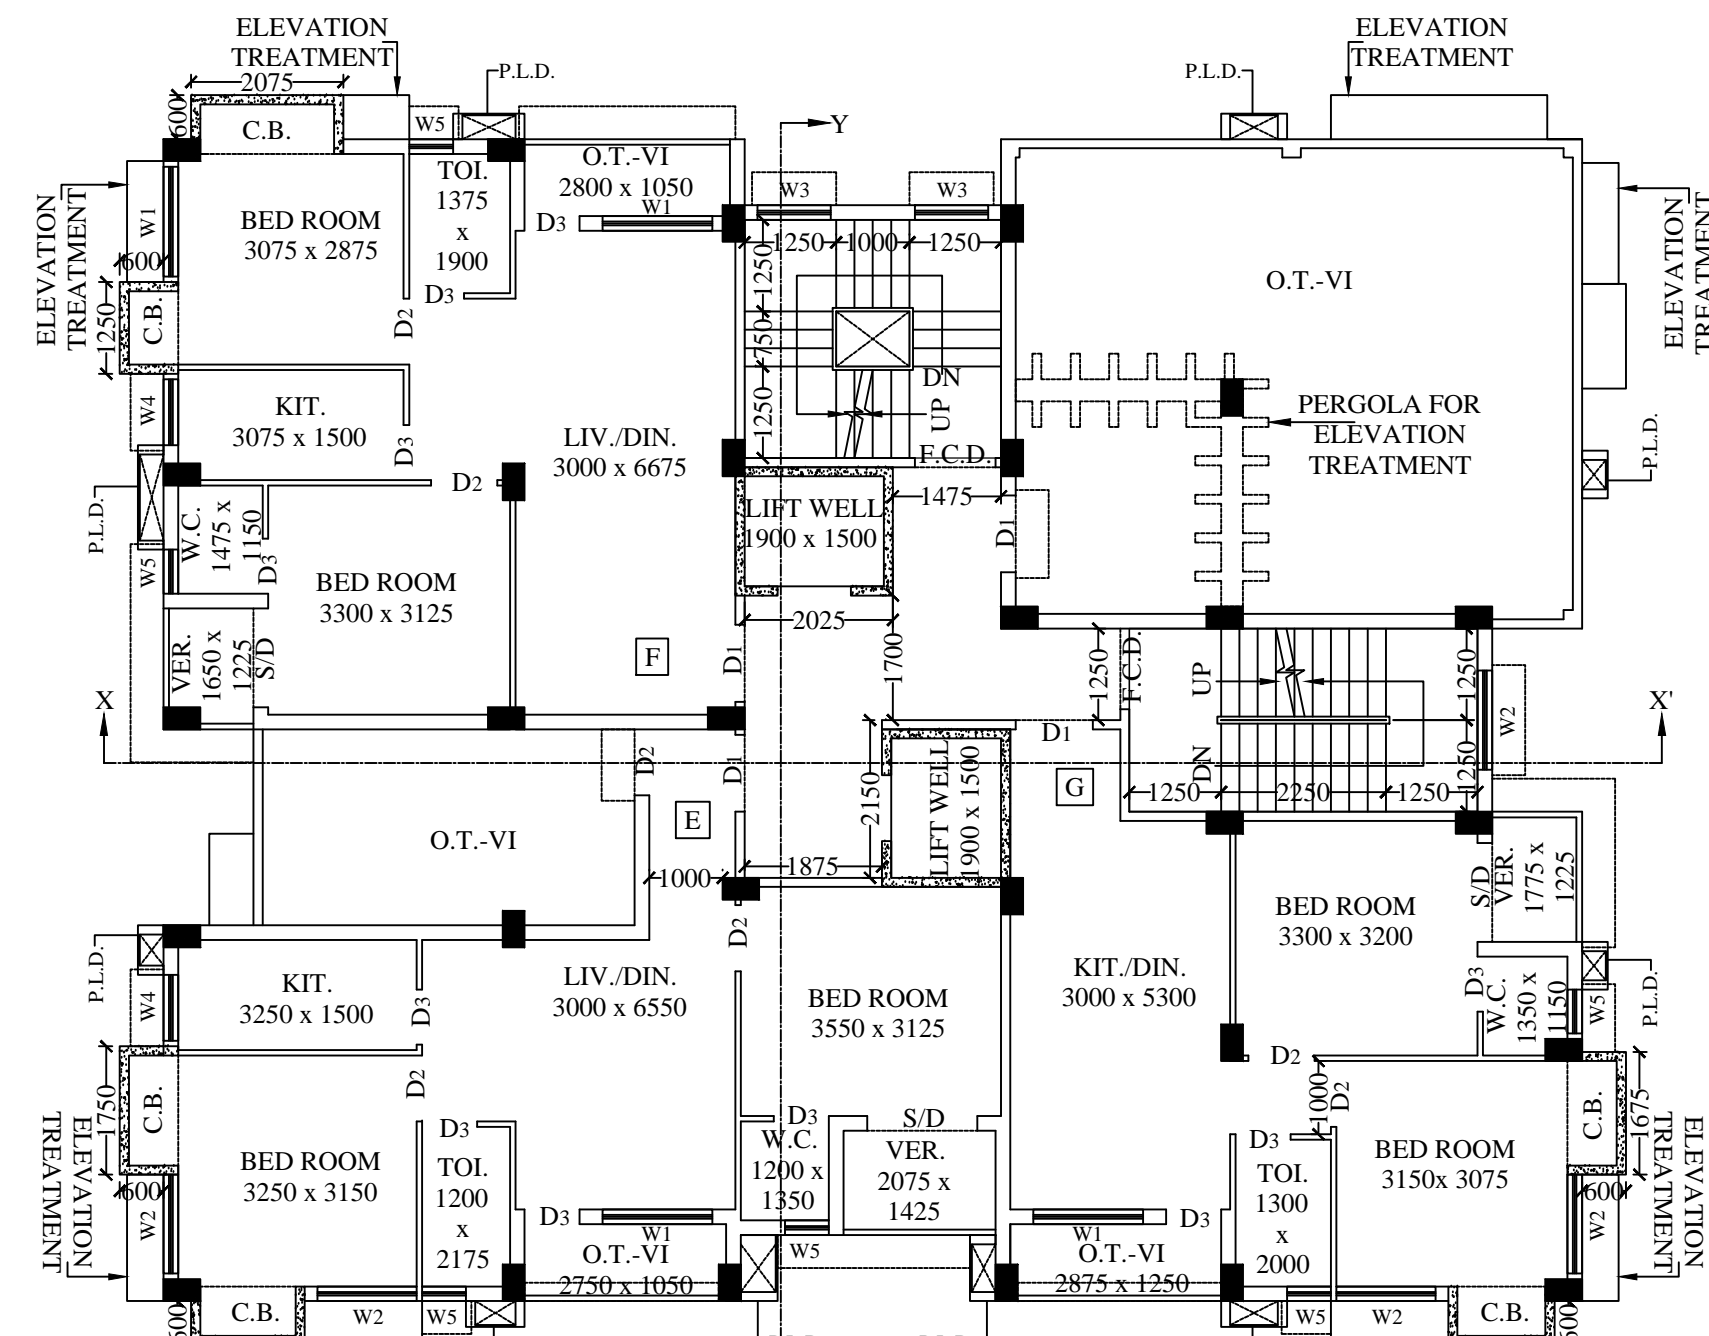 ELEVATION
TREATMENT
2075
600
C.B.
P.L.D.
W5
Y
P.L.D.
ELEVATION
TREATMENT
ELEVATION
TREATMENT
W1
600
1250
C.B.
BED ROOM
3075 x 2875
TOI.
1375
x
1900
D3
D2
O.T.-VI
2800 x 1050
D3
W1
W3
W3
1250
1000
1250
1250
750
1250
DN
UP
F.C.D.
O.T.-VI
ELEVATION
TREATMENT
PERGOLA FOR
ELEVATION
TREATMENT
P.L.D.
W4
KIT.
3075 x 1500
D3
LIV./DIN.
3000 x 6675
D2
P.L.D.
W.C.
1475 x
1150
D3
W5
BED ROOM
3300 x 3125
LIFT WELL
1900 x 1500
1475
D1
2025
1700
VER.
1650 x
1225
S/D
F
D1
1250
F.C.D.
UP
1250
W2
X
X'
D1
D2
D1
2150
LIFT WELL
1900 x 1500
G
DN
1250
1250
2250
1250
E
O.T.-VI
1000
1875
D2
S/D
VER.
1775 x
1225
BED ROOM
3300 x 3200
P.L.D.
W4
KIT.
3250 x 1500
D3
LIV./DIN.
3000 x 6550
BED ROOM
3550 x 3125
KIT./DIN.
3000 x 5300
D3
W.C.
1350 x
1150
W5
P.L.D.
D2
1000
D2
1750
C.B.
D2
ELEVATION
TREATMENT
600
W2
BED ROOM
3250 x 3150
D3
TOI.
1200
x
2175
D3
W1
O.T.-VI
2750 x 1050
D3
W.C.
1200 x
1350
S/D
VER.
2075 x
1425
W5
W1
D3
O.T.-VI
2875 x 1250
D3
TOI.
1300
x
2000
BED ROOM
3150x 3075
C.B.
1675
600
W2
ELEVATION
TREATMENT
C.B.
W2
W5
W5
W2
C.B.